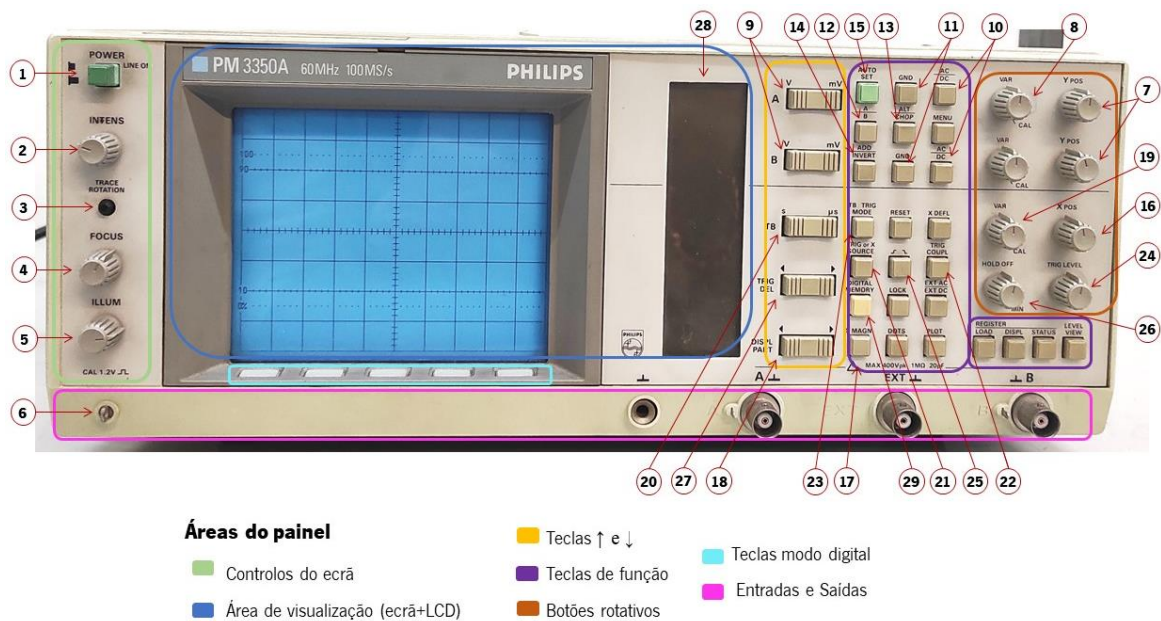 28
9
14
12
15
13
11
10
8
1
2
3
4
5
6
7
19
16
24
26
20
27
18
23
17
29
21
25
22
POWER
LINE ON
INTENS
TRACE
ROTATION
FOCUS
ILLUM
CAL 1.2V
PM 3350A 60MHz 100MS/s PHILIPS
100
90
10
0%
PHILIPS
V mV
A
V mV
B
s µs
TB
TRIG
DEL
DISPL
PART
AUTO
SET
GND
AC
DC
A
B
ALT
CHOP
MENU
ADD
INVERT
GND
AC
DC
TB TRIG
MODE
RESET
X DEFL
TRIG or X
SOURCE
TRIG
COUPL
DIGITAL
MEMORY
LOCK
EXT AC
EXT DC
MAGN
DOTS
PLOT
MAX 400Vpk 1MΩ 20pF
VAR
CAL
Y POS
VAR
CAL
Y POS
VAR
CAL
X POS
HOLD OFF
MIN
TRIG LEVEL
REGISTER
LOAD
DISPL
STATUS
LEVEL
VIEW
A
EXT
B
Áreas do painel
Controlos do ecrã
Área de visualização (ecrã+LCD)
Teclas ↑ e ↓
Teclas de função
Botões rotativos
Teclas modo digital
Entradas e Saídas